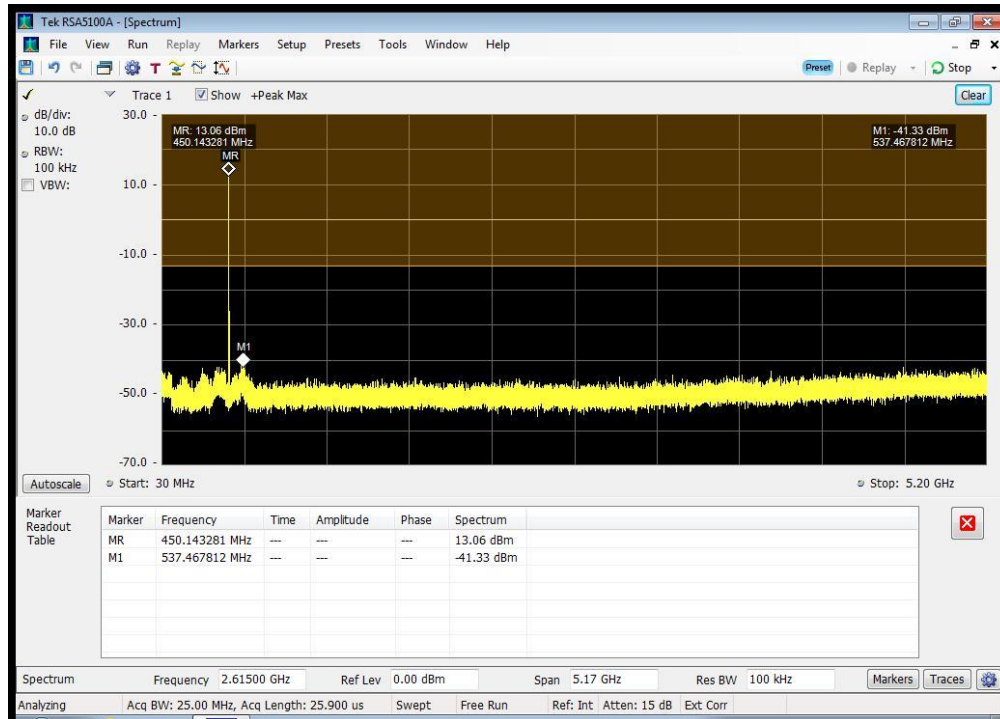 Tek RSA5100A - [Spectrum]
File View Run Replay Markers Setup Presets Tools Window Help
Preset Replay Stop
Trace 1 Show +Peak Max Clear
dB/div:
10.0 dB
RBW:
100 kHz
VBW:
30.0
10.0
-10.0
-30.0
-50.0
-70.0
MR: 13.06 dBm
450.143281 MHz
MR
M1: -41.33 dBm
537.467812 MHz
M1
Autoscale Start: 30 MHz Stop: 5.20 GHz
Marker
Readout
Table
Marker Frequency Time Amplitude Phase Spectrum
MR 450.143281 MHz --- --- --- 13.06 dBm
M1 537.467812 MHz --- --- --- -41.33 dBm
Spectrum Frequency 2.61500 GHz Ref Lev 0.00 dBm Span 5.17 GHz Res BW 100 kHz Markers Traces
Analyzing Acq BW: 25.00 MHz, Acq Length: 25.900 us Swept Free Run Ref: Int Atten: 15 dB Ext Corr